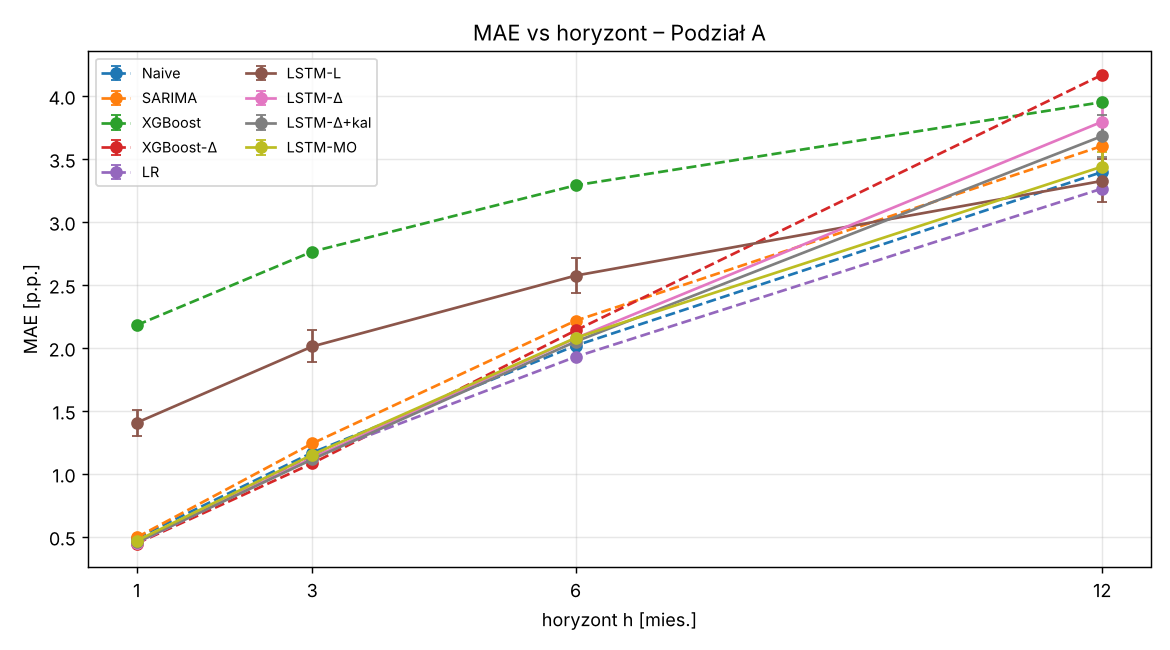 MAE vs horyzont – Podział A
Naive
SARIMA
XGBoost
XGBoost-Δ
LR
LSTM-L
LSTM-Δ
LSTM-Δ+kal
LSTM-MO
MAE [p.p.]
4.0
3.5
3.0
2.5
2.0
1.5
1.0
0.5
1 3 6 12
horyzont h [mies.]